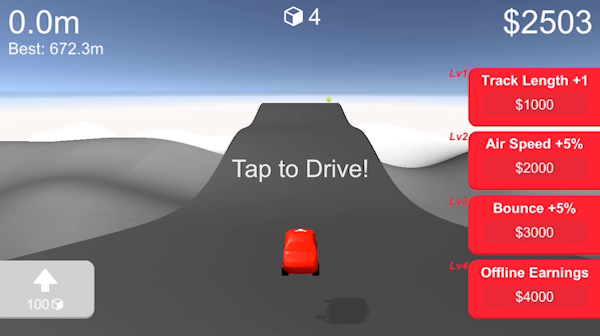 0.0m
Best: 672.3m
4
$2503
Lv1
Track Length +1
$1000
Lv2
Air Speed +5%
$2000
Tap to Drive!
Lv3
Bounce +5%
$3000
Lv4
Offline Earnings
$4000
100